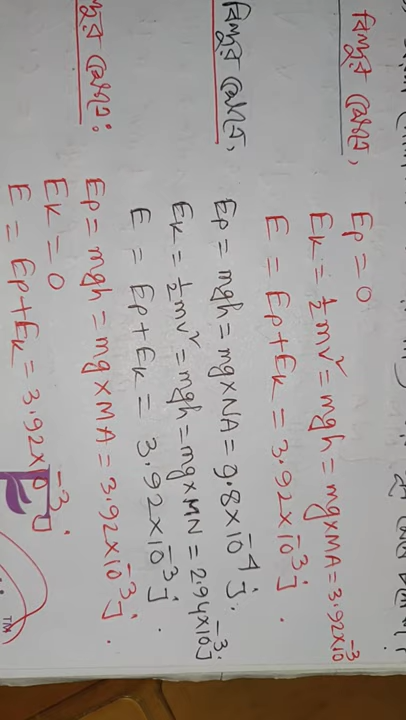 বিন্দুর ক্ষেত্রে, Ep = 0
Ek = ½mv² = mgh = mg×MA = 3.92×10⁻³
E = Ep+Ek = 3.92×10⁻³ j.
বিন্দুর ক্ষেত্রে, Ep = mgh = mg×NA = 9.8×10⁻⁴ j.
Ek = ½mv² = mgh = mg×MN = 2.94×10⁻³ j
E = Ep+Ek = 3.92×10⁻³ j.
বিন্দুর ক্ষেত্রে: Ep = mgh = mg×MA = 3.92×10⁻³ j.
Ek = 0
E = Ep+Ek = 3.92×10⁻³ j
TM